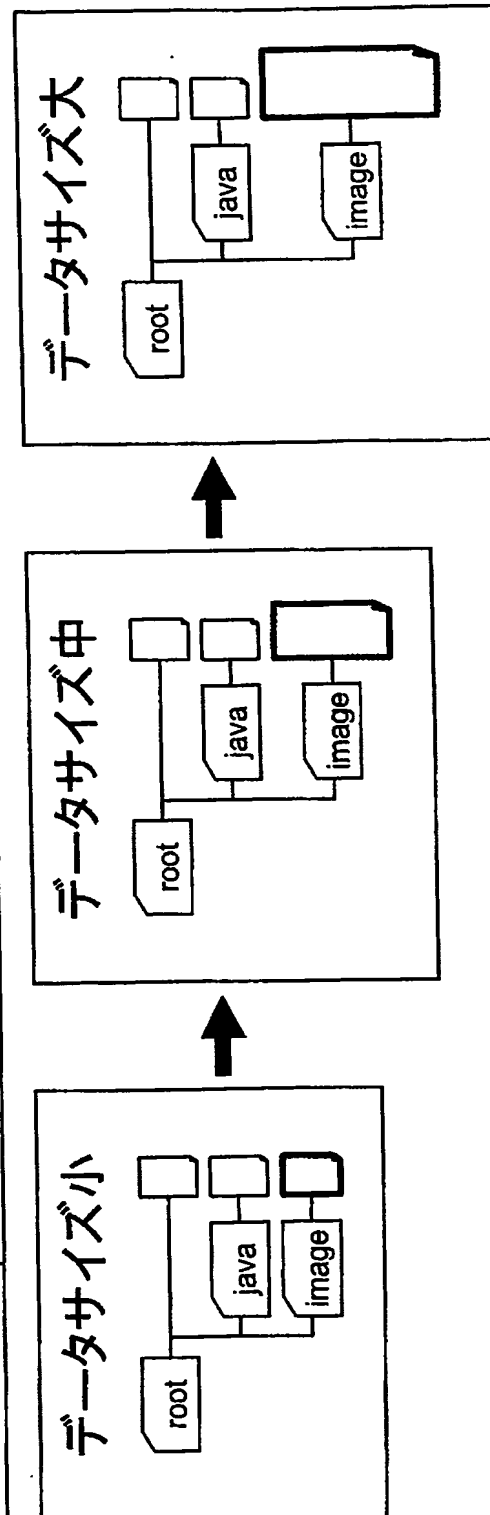 データサイズ小
root
java
image
データサイズ中
root
java
image
データサイズ大
root
java
image